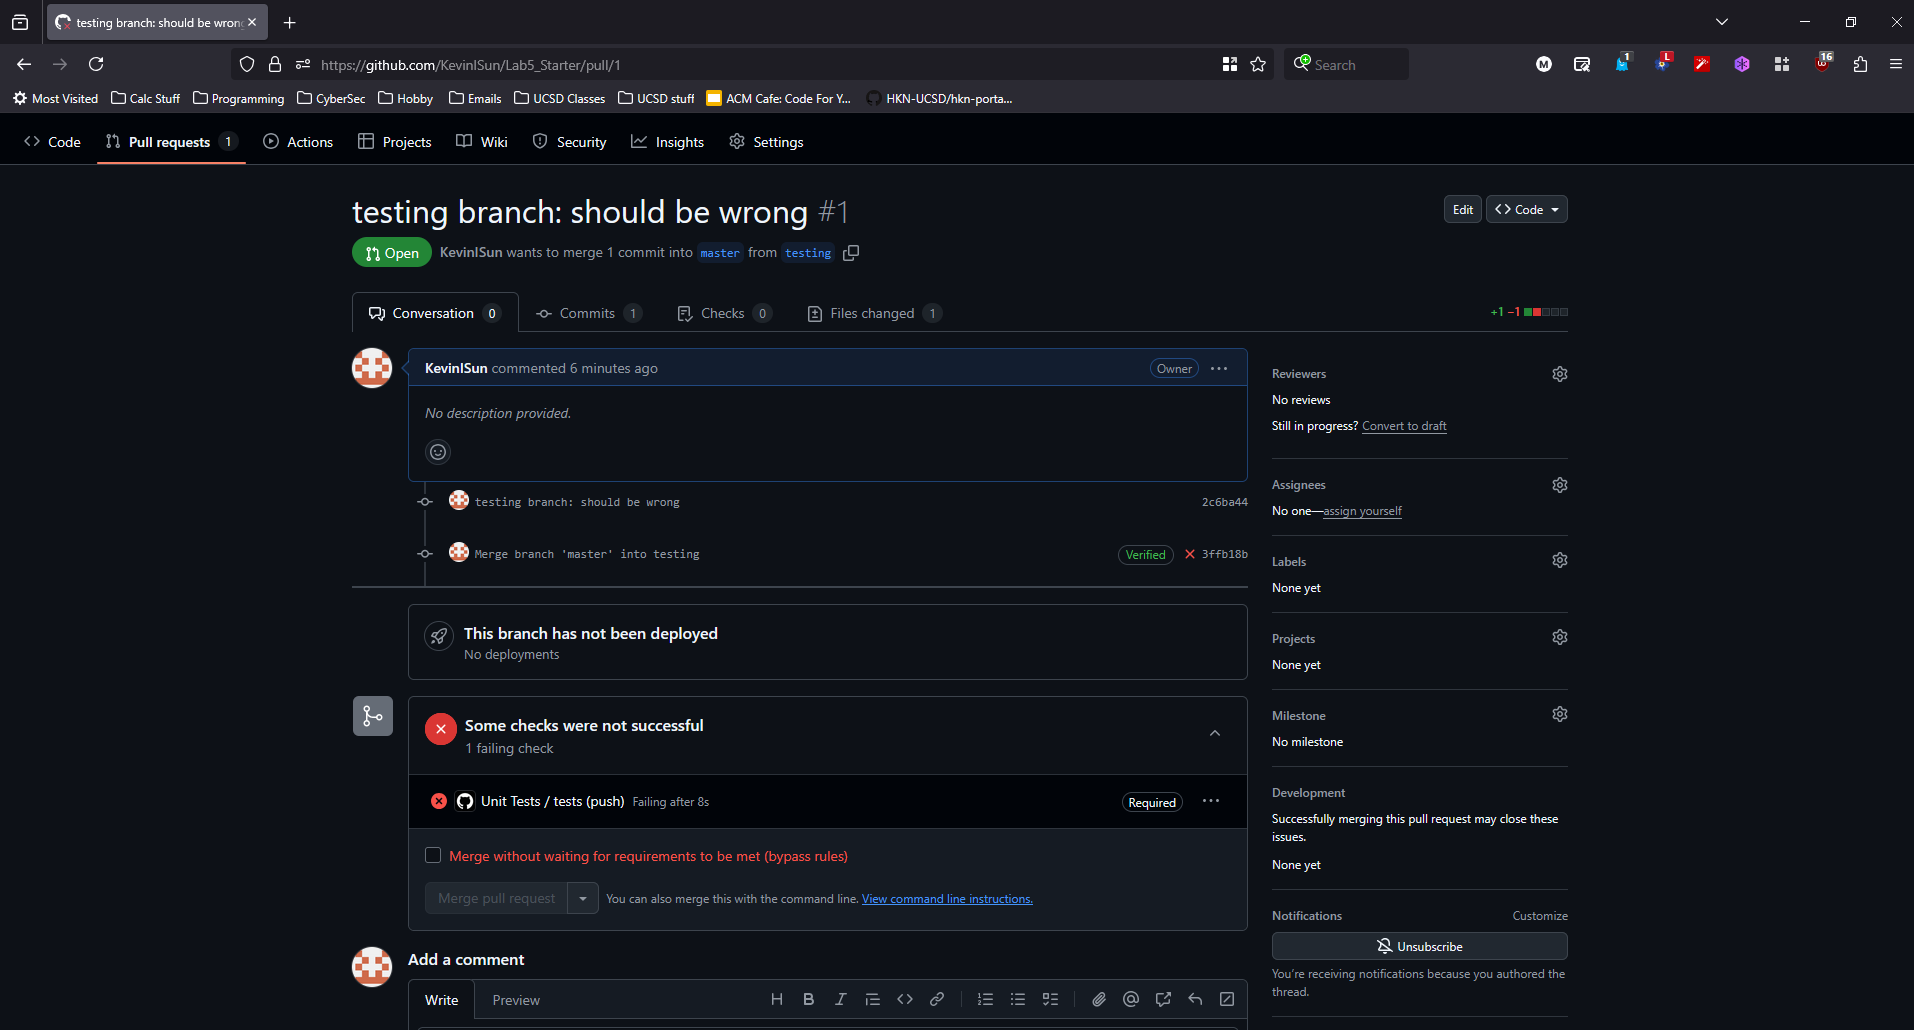 testing branch: should be wrong
https://github.com/KevinISun/Lab5_Starter/pull/1
Search
1
L
16
M
Most Visited
Calc Stuff
Programming
CyberSec
Hobby
Emails
UCSD Classes
UCSD stuff
ACM Cafe: Code For Y...
HKN-UCSD/hkn-porta...
Code
Pull requests 1
Actions
Projects
Wiki
Security
Insights
Settings
testing branch: should be wrong #1
Edit
Code
Open
KevinISun wants to merge 1 commit into master from testing
Conversation 0
Commits 1
Checks 0
Files changed 1
+1 −1
KevinISun commented 6 minutes ago
Owner
No description provided.
testing branch: should be wrong
2c6ba44
Merge branch 'master' into testing
Verified
3ffb18b
This branch has not been deployed
No deployments
Some checks were not successful
1 failing check
Unit Tests / tests (push) Failing after 8s
Required
Merge without waiting for requirements to be met (bypass rules)
Merge pull request
You can also merge this with the command line. View command line instructions.
Add a comment
Write
Preview
Reviewers
No reviews
Still in progress? Convert to draft
Assignees
No one—assign yourself
Labels
None yet
Projects
None yet
Milestone
No milestone
Development
Successfully merging this pull request may close these
issues.
None yet
Notifications
Customize
Unsubscribe
You're receiving notifications because you authored the
thread.